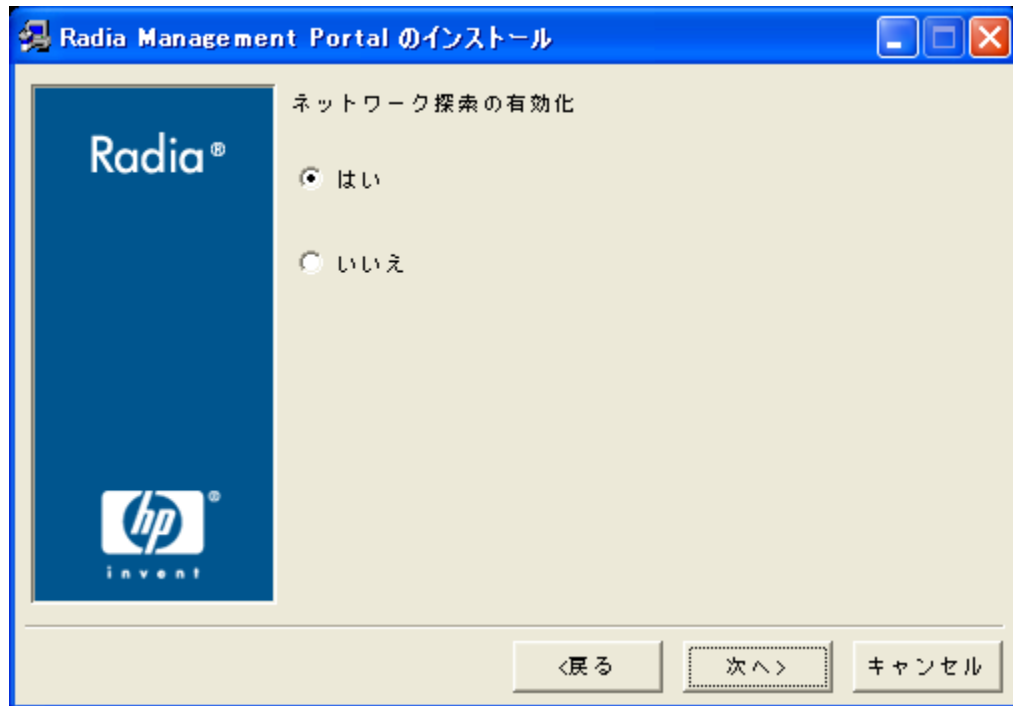 Radia Management Portal のインストール
Radia®
ネットワーク探索の有効化
はい
いいえ
hp®
invent
<戻る
次へ>
キャンセル